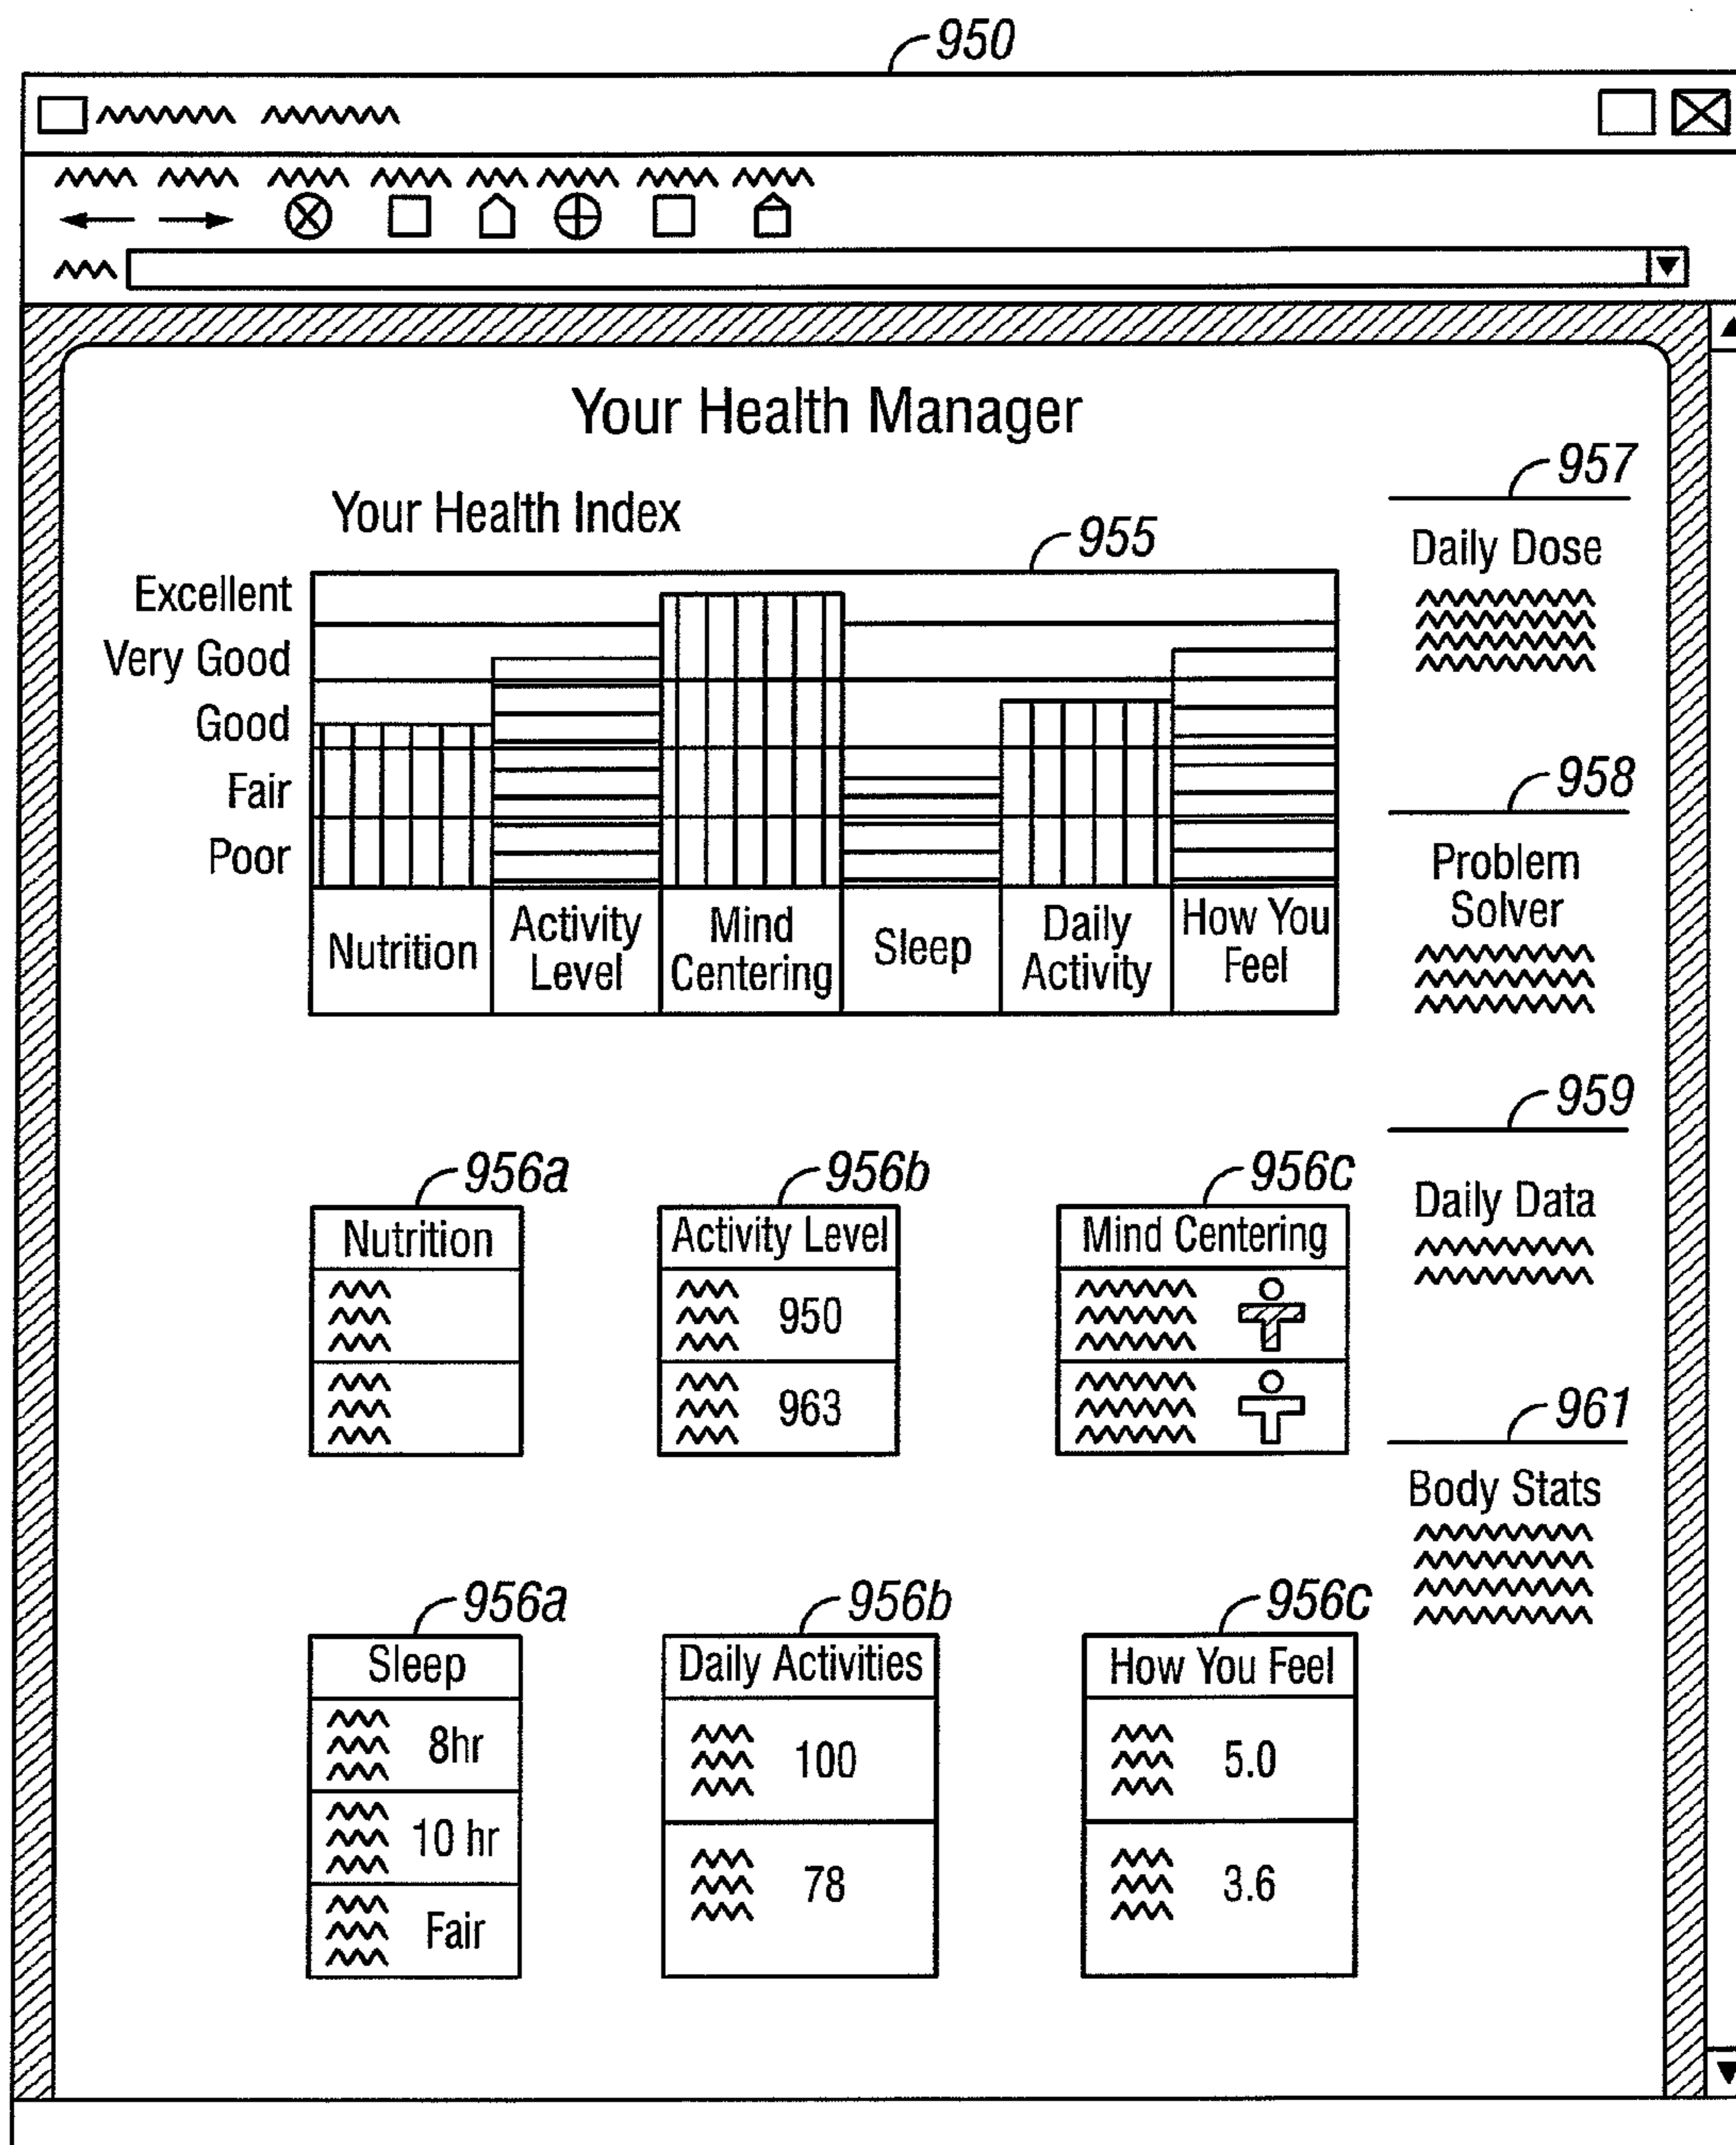 950
Your Health Manager
Your Health Index
955
Excellent
Very Good
Good
Fair
Poor
Nutrition
Activity
Level
Mind
Centering
Sleep
Daily
Activity
How You
Feel
957
Daily Dose
958
Problem
Solver
959
Daily Data
961
Body Stats
956a
Nutrition
956b
Activity Level
950
963
956c
Mind Centering
956a
Sleep
8hr
10 hr
Fair
956b
Daily Activities
100
78
956c
How You Feel
5.0
3.6